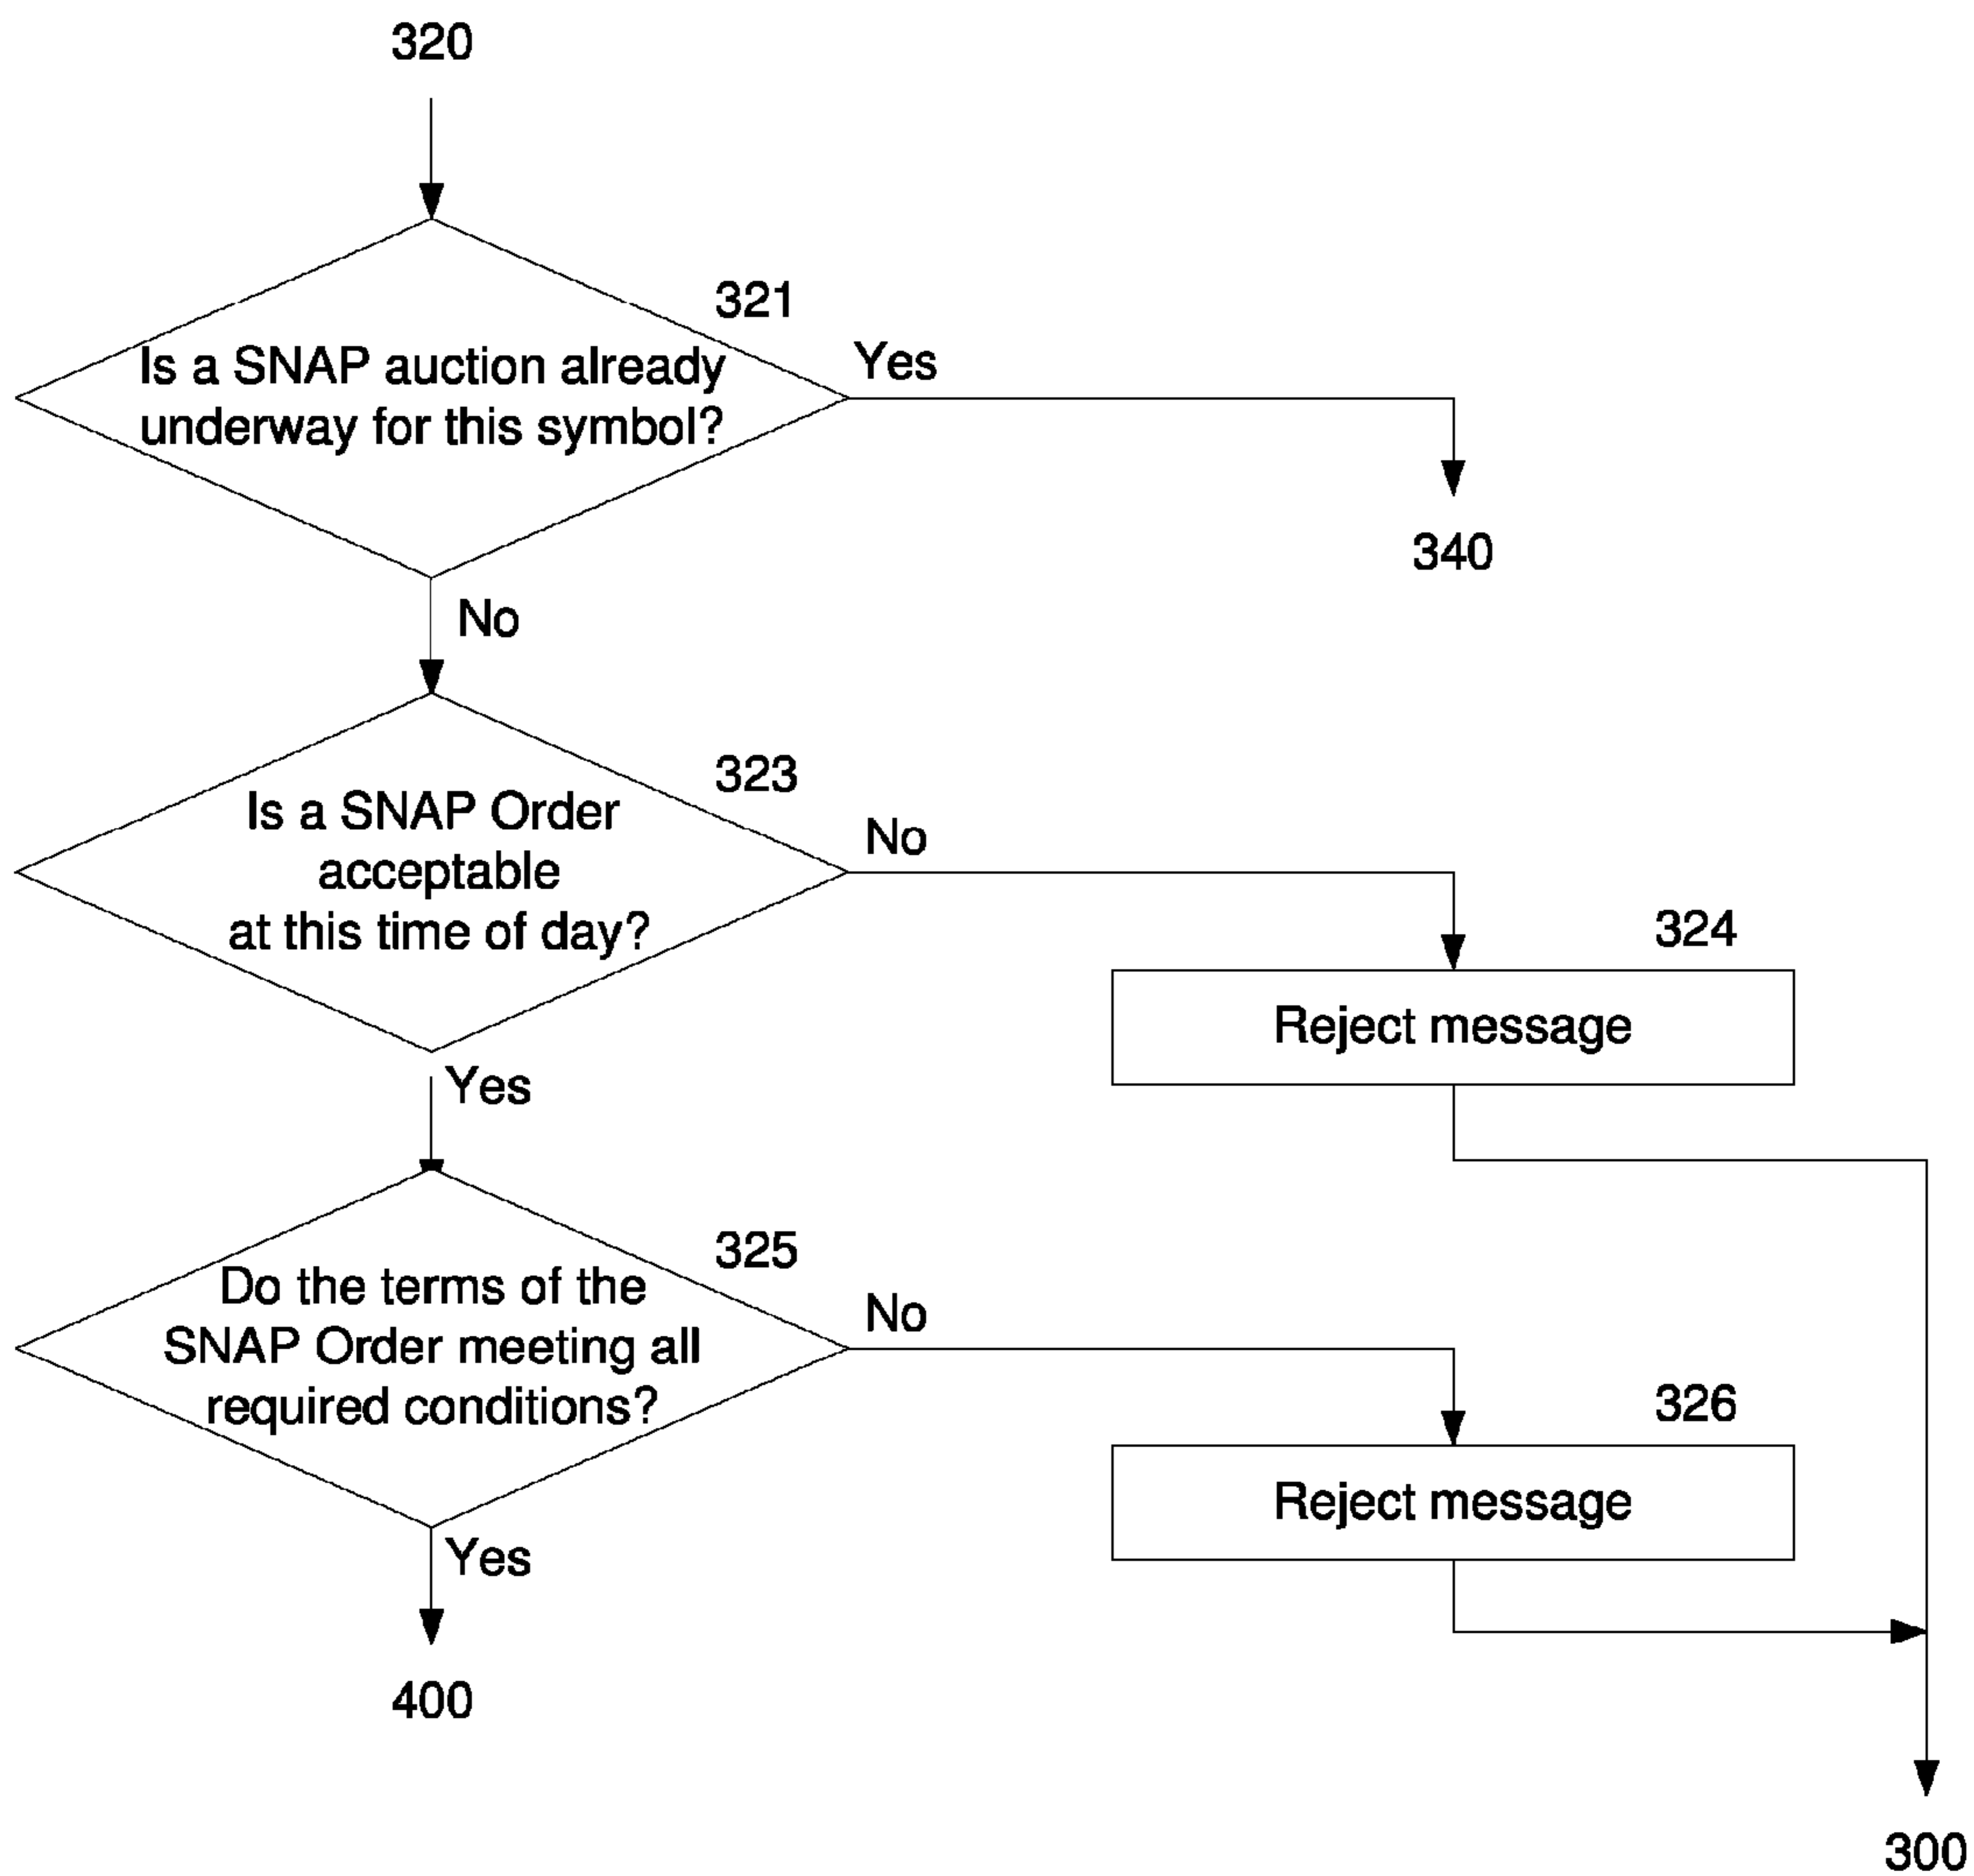 320
321
Is a SNAP auction already
underway for this symbol?
Yes
340
No
323
Is a SNAP Order
acceptable
at this time of day?
No
324
Reject message
Yes
325
Do the terms of the
SNAP Order meeting all
required conditions?
No
326
Reject message
Yes
400
300